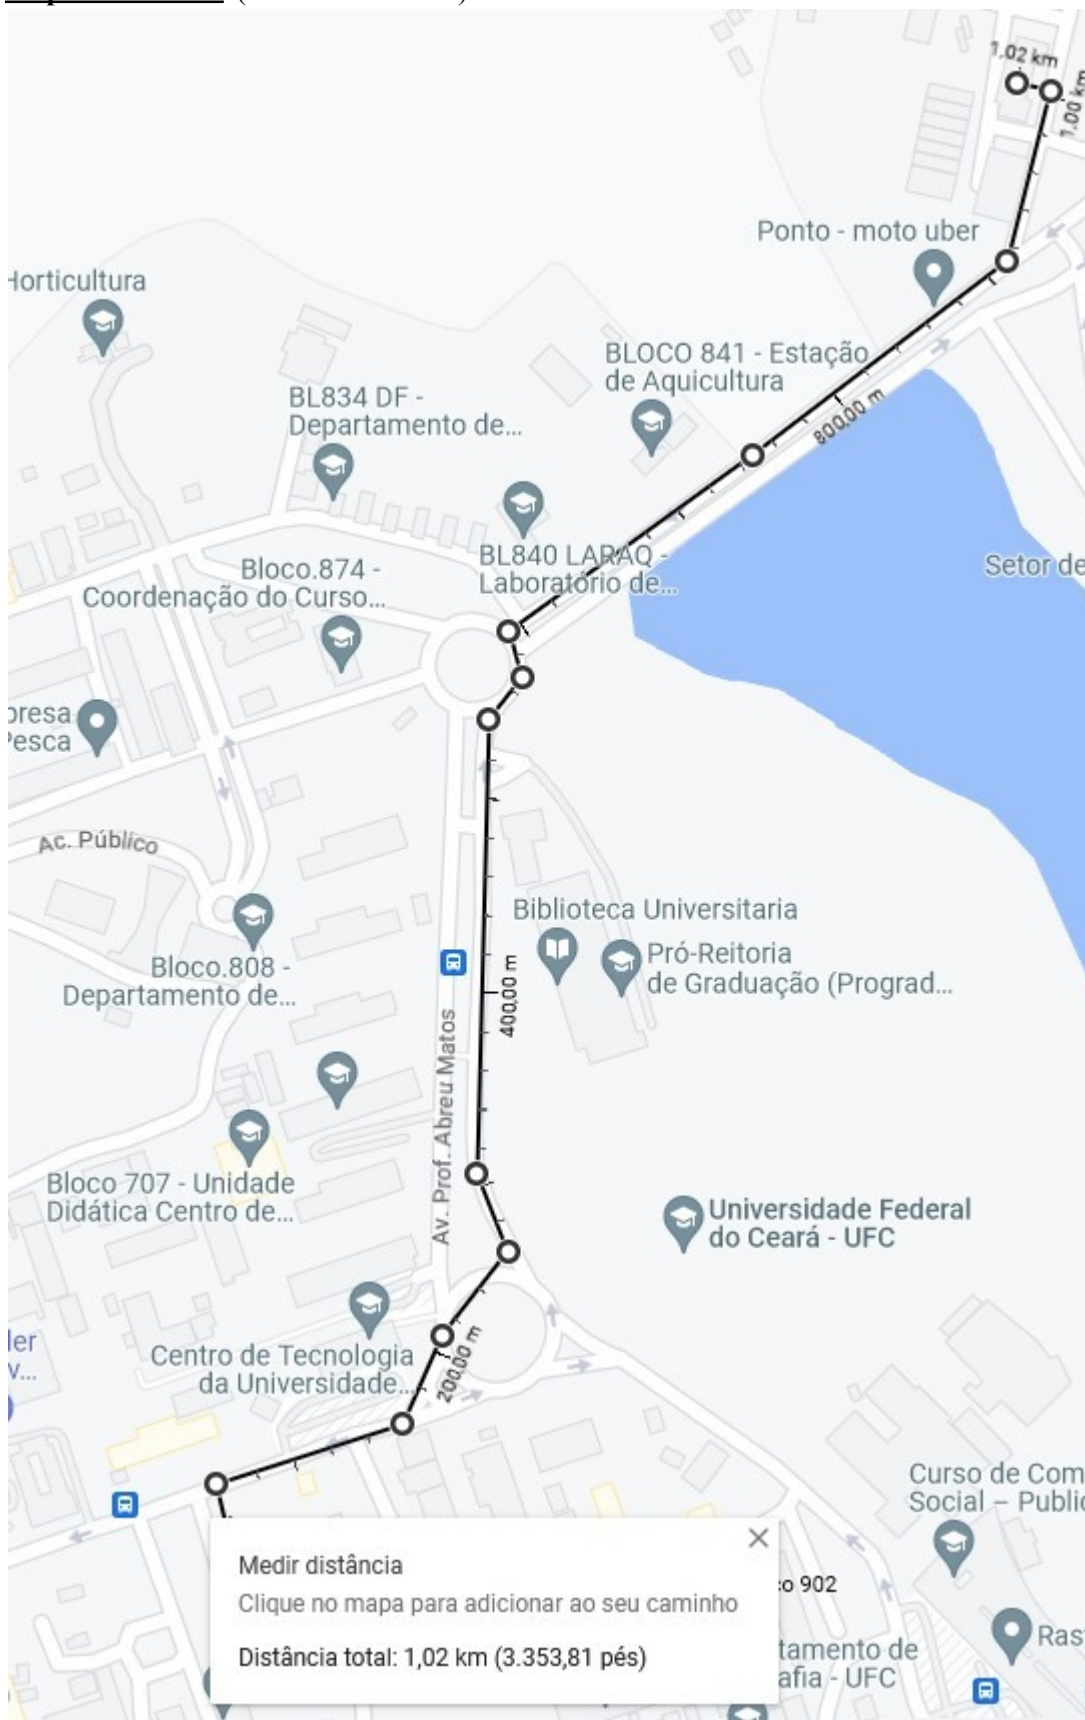 1,02 km
1,00 km
Ponto - moto uber
Horticultura
BLOCO 841 - Estação
de Aquicultura
BL834 DF -
Departamento de...
800,00 m
BL840 LARAQ -
Laboratório de...
Setor de
Bloco.874 -
Coordenação do Curso...
presa
Pesca
Ac. Público
Biblioteca Universitaria
Pró-Reitoria
de Graduação (Prograd...
Bloco.808 -
Departamento de...
400,00 m
Av. Prof. Abreu Matos
Bloco 707 - Unidade
Didática Centro de...
Universidade Federal
do Ceará - UFC
ler
v...
Centro de Tecnologia
da Universidade...
200,00 m
Curso de Com
Social – Public
Medir distância
Clique no mapa para adicionar ao seu caminho
Distância total: 1,02 km (3.353,81 pés)
co 902
tamento de
afia - UFC
Ras